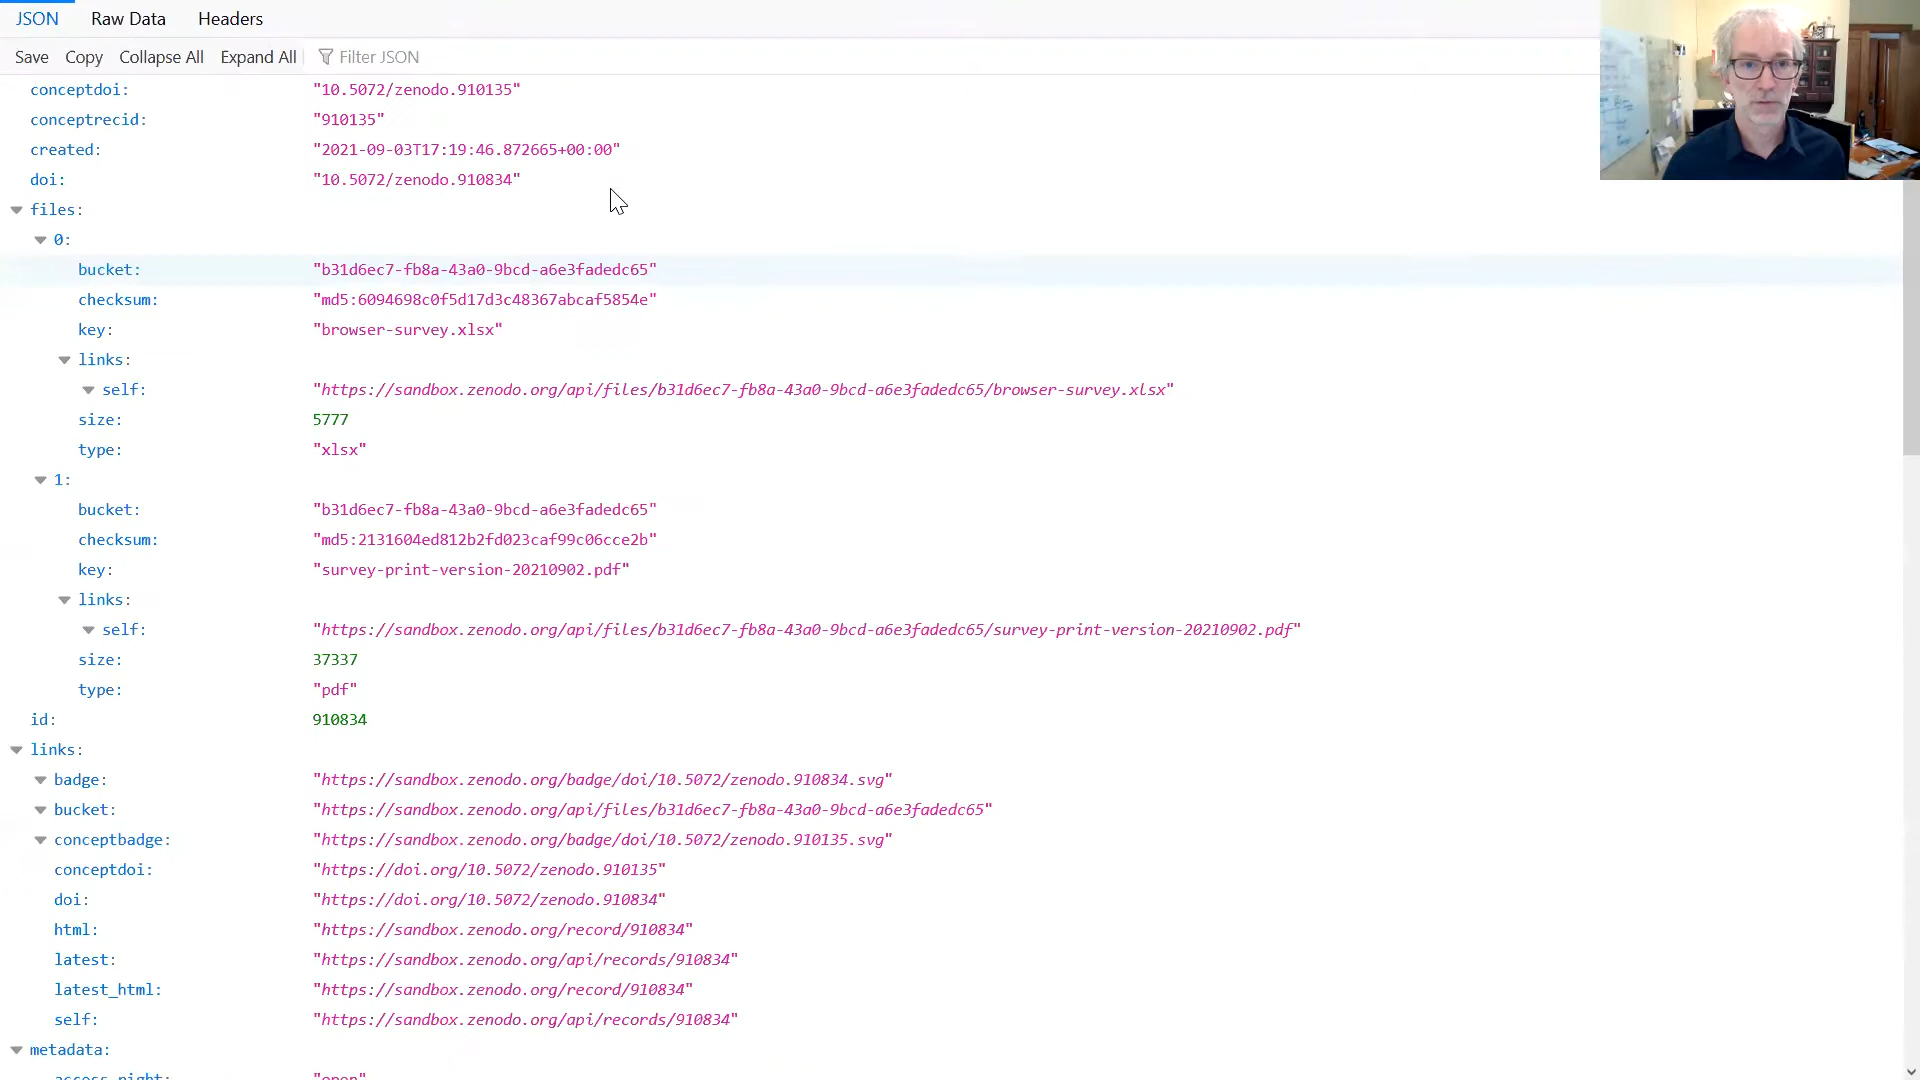 JSON Raw Data Headers
Save Copy Collapse All Expand All Filter JSON
conceptdoi: "10.5072/zenodo.910135"
conceptrecid: "910135"
created: "2021-09-03T17:19:46.872665+00:00"
doi: "10.5072/zenodo.910834"
files:
0:
bucket: "b31d6ec7-fb8a-43a0-9bcd-a6e3fadedc65"
checksum: "md5:6094698c0f5d17d3c48367abcaf5854e"
key: "browser-survey.xlsx"
links:
self: "https://sandbox.zenodo.org/api/files/b31d6ec7-fb8a-43a0-9bcd-a6e3fadedc65/browser-survey.xlsx"
size: 5777
type: "xlsx"
1:
bucket: "b31d6ec7-fb8a-43a0-9bcd-a6e3fadedc65"
checksum: "md5:2131604ed812b2fd023caf99c06cce2b"
key: "survey-print-version-20210902.pdf"
links:
self: "https://sandbox.zenodo.org/api/files/b31d6ec7-fb8a-43a0-9bcd-a6e3fadedc65/survey-print-version-20210902.pdf"
size: 37337
type: "pdf"
id: 910834
links:
badge: "https://sandbox.zenodo.org/badge/doi/10.5072/zenodo.910834.svg"
bucket: "https://sandbox.zenodo.org/api/files/b31d6ec7-fb8a-43a0-9bcd-a6e3fadedc65"
conceptbadge: "https://sandbox.zenodo.org/badge/doi/10.5072/zenodo.910135.svg"
conceptdoi: "https://doi.org/10.5072/zenodo.910135"
doi: "https://doi.org/10.5072/zenodo.910834"
html: "https://sandbox.zenodo.org/record/910834"
latest: "https://sandbox.zenodo.org/api/records/910834"
latest_html: "https://sandbox.zenodo.org/record/910834"
self: "https://sandbox.zenodo.org/api/records/910834"
metadata:
access_right: "open"